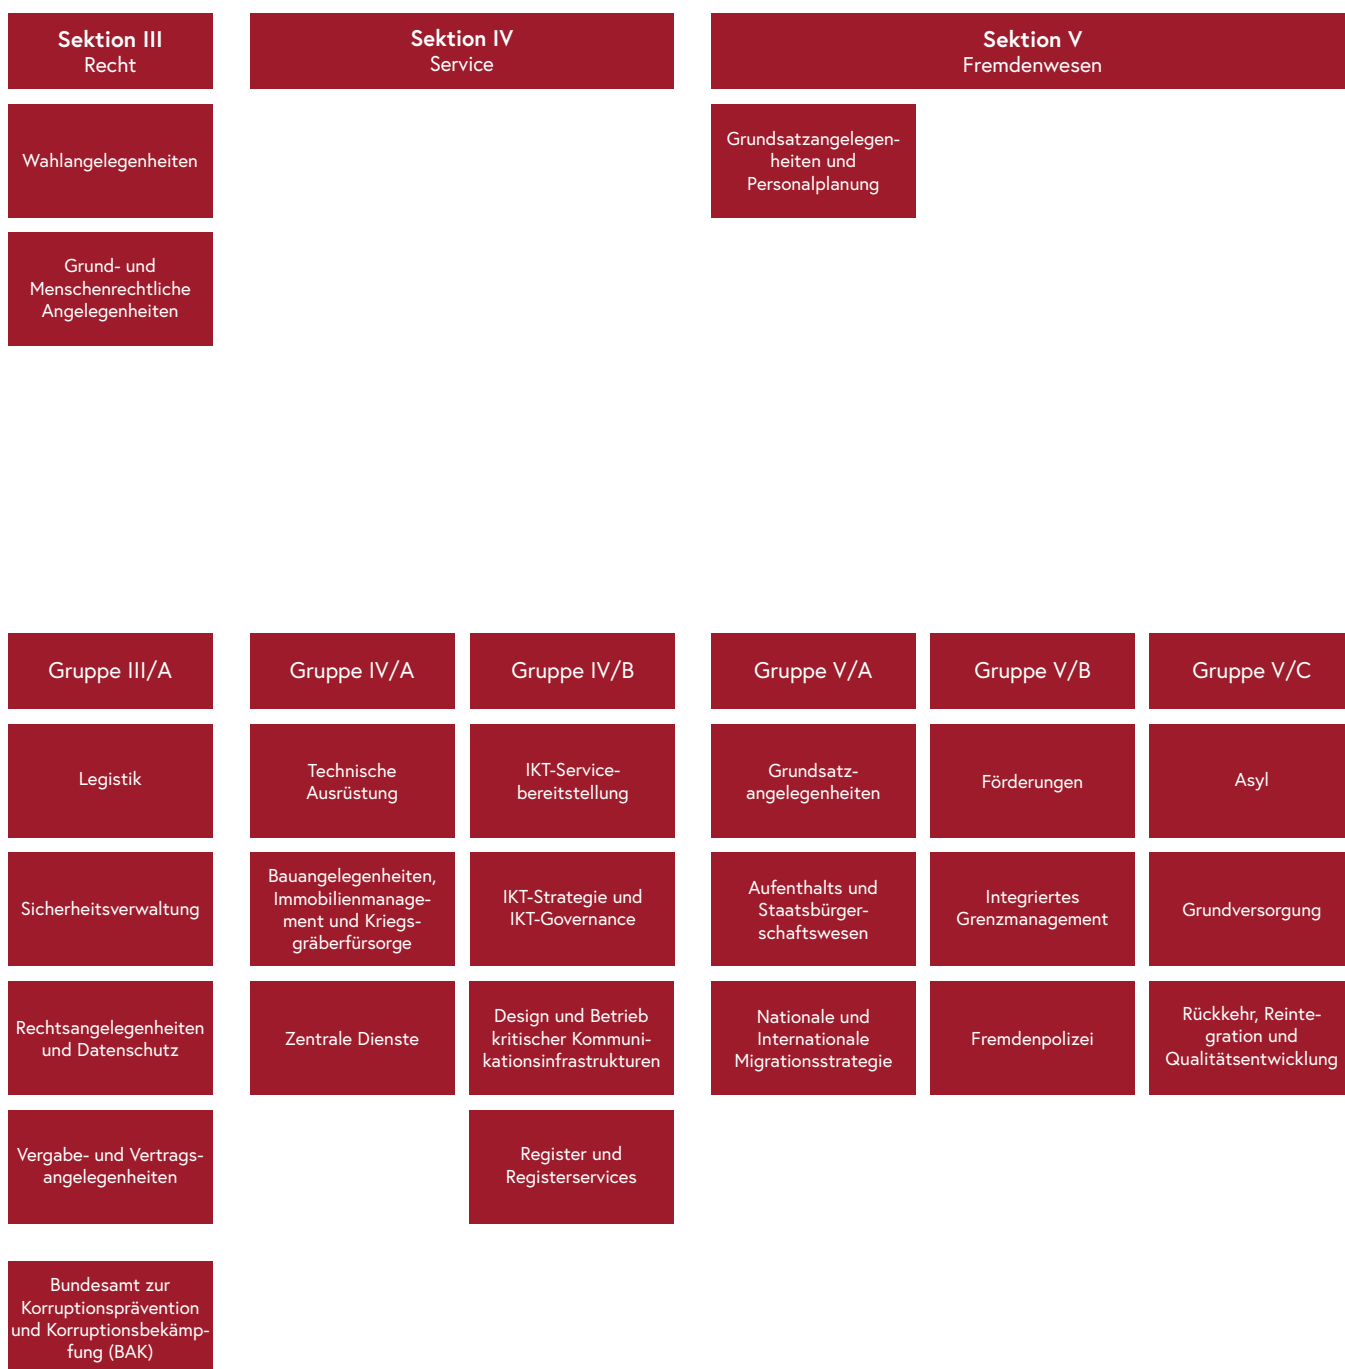 Sektion III
Recht
Sektion IV
Service
Sektion V
Fremdenwesen
Wahlangelegenheiten
Grundsatzangelegen-
heiten und
Personalplanung
Grund- und
Menschenrechtliche
Angelegenheiten
Gruppe III/A
Gruppe IV/A
Gruppe IV/B
Gruppe V/A
Gruppe V/B
Gruppe V/C
Legistik
Technische
Ausrüstung
IKT-Service-
bereitstellung
Grundsatz-
angelegenheiten
Förderungen
Asyl
Sicherheitsverwaltung
Bauangelegenheiten,
Immobilienmanage-
ment und Kriegs-
gräberfürsorge
IKT-Strategie und
IKT-Governance
Aufenthalts und
Staatsbürger-
schaftswesen
Integriertes
Grenzmanagement
Grundversorgung
Rechtsangelegenheiten
und Datenschutz
Zentrale Dienste
Design und Betrieb
kritischer Kommuni-
kationsinfrastrukturen
Nationale und
Internationale
Migrationsstrategie
Fremdenpolizei
Rückkehr, Reinte-
gration und
Qualitätsentwicklung
Vergabe- und Vertrags-
angelegenheiten
Register und
Registerservices
Bundesamt zur
Korruptionsprävention
und Korruptionsbekämp-
fung (BAK)